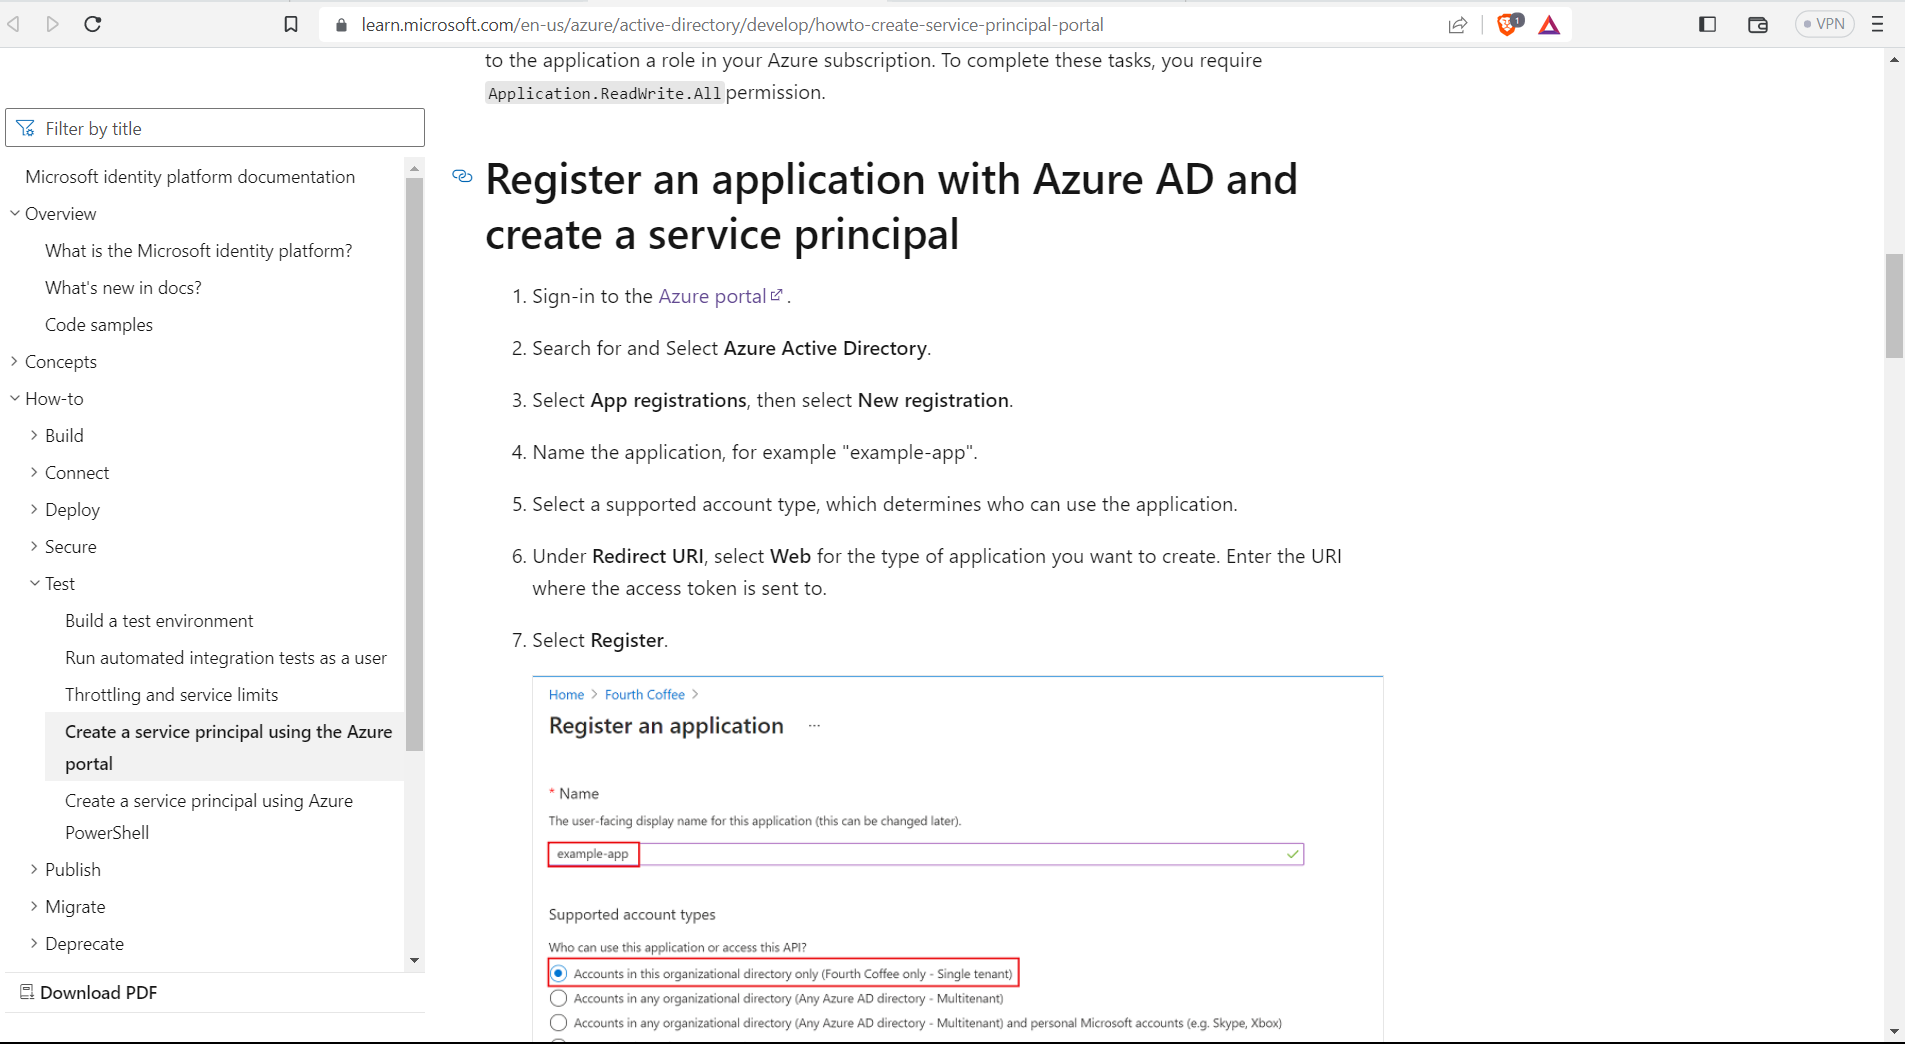 learn.microsoft.com/en-us/azure/active-directory/develop/howto-create-service-principal-portal
1
VPN
Filter by title
Microsoft identity platform documentation
Overview
What is the Microsoft identity platform?
What's new in docs?
Code samples
Concepts
How-to
Build
Connect
Deploy
Secure
Test
Build a test environment
Run automated integration tests as a user
Throttling and service limits
Create a service principal using the Azure
portal
Create a service principal using Azure
PowerShell
Publish
Migrate
Deprecate
Download PDF
to the application a role in your Azure subscription. To complete these tasks, you require
Application.ReadWrite.All permission.
Register an application with Azure AD and
create a service principal
1. Sign-in to the Azure portal .
2. Search for and Select Azure Active Directory.
3. Select App registrations, then select New registration.
4. Name the application, for example "example-app".
5. Select a supported account type, which determines who can use the application.
6. Under Redirect URI, select Web for the type of application you want to create. Enter the URI
where the access token is sent to.
7. Select Register.
Home > Fourth Coffee >
Register an application ...
* Name
The user-facing display name for this application (this can be changed later).
example-app
Supported account types
Who can use this application or access this API?
Accounts in this organizational directory only (Fourth Coffee only - Single tenant)
Accounts in any organizational directory (Any Azure AD directory - Multitenant)
Accounts in any organizational directory (Any Azure AD directory - Multitenant) and personal Microsoft accounts (e.g. Skype, Xbox)